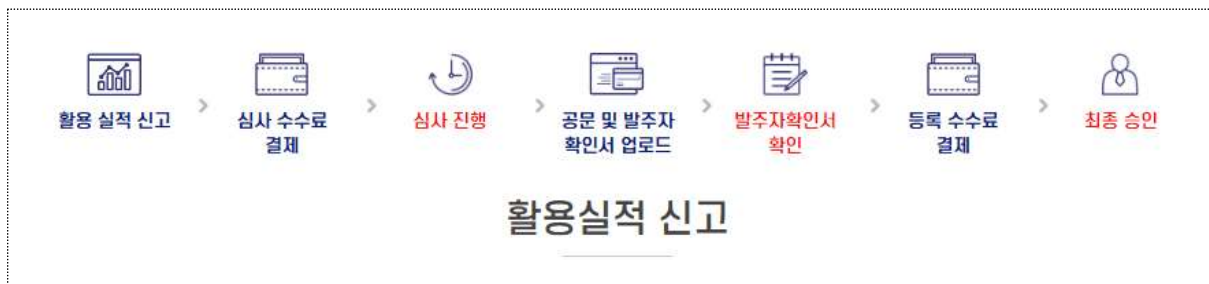 활용 실적 신고
심사 수수료
결제
심사 진행
공문 및 발주자
확인서 업로드
발주자확인서
확인
등록 수수료
결제
최종 승인
활용실적 신고